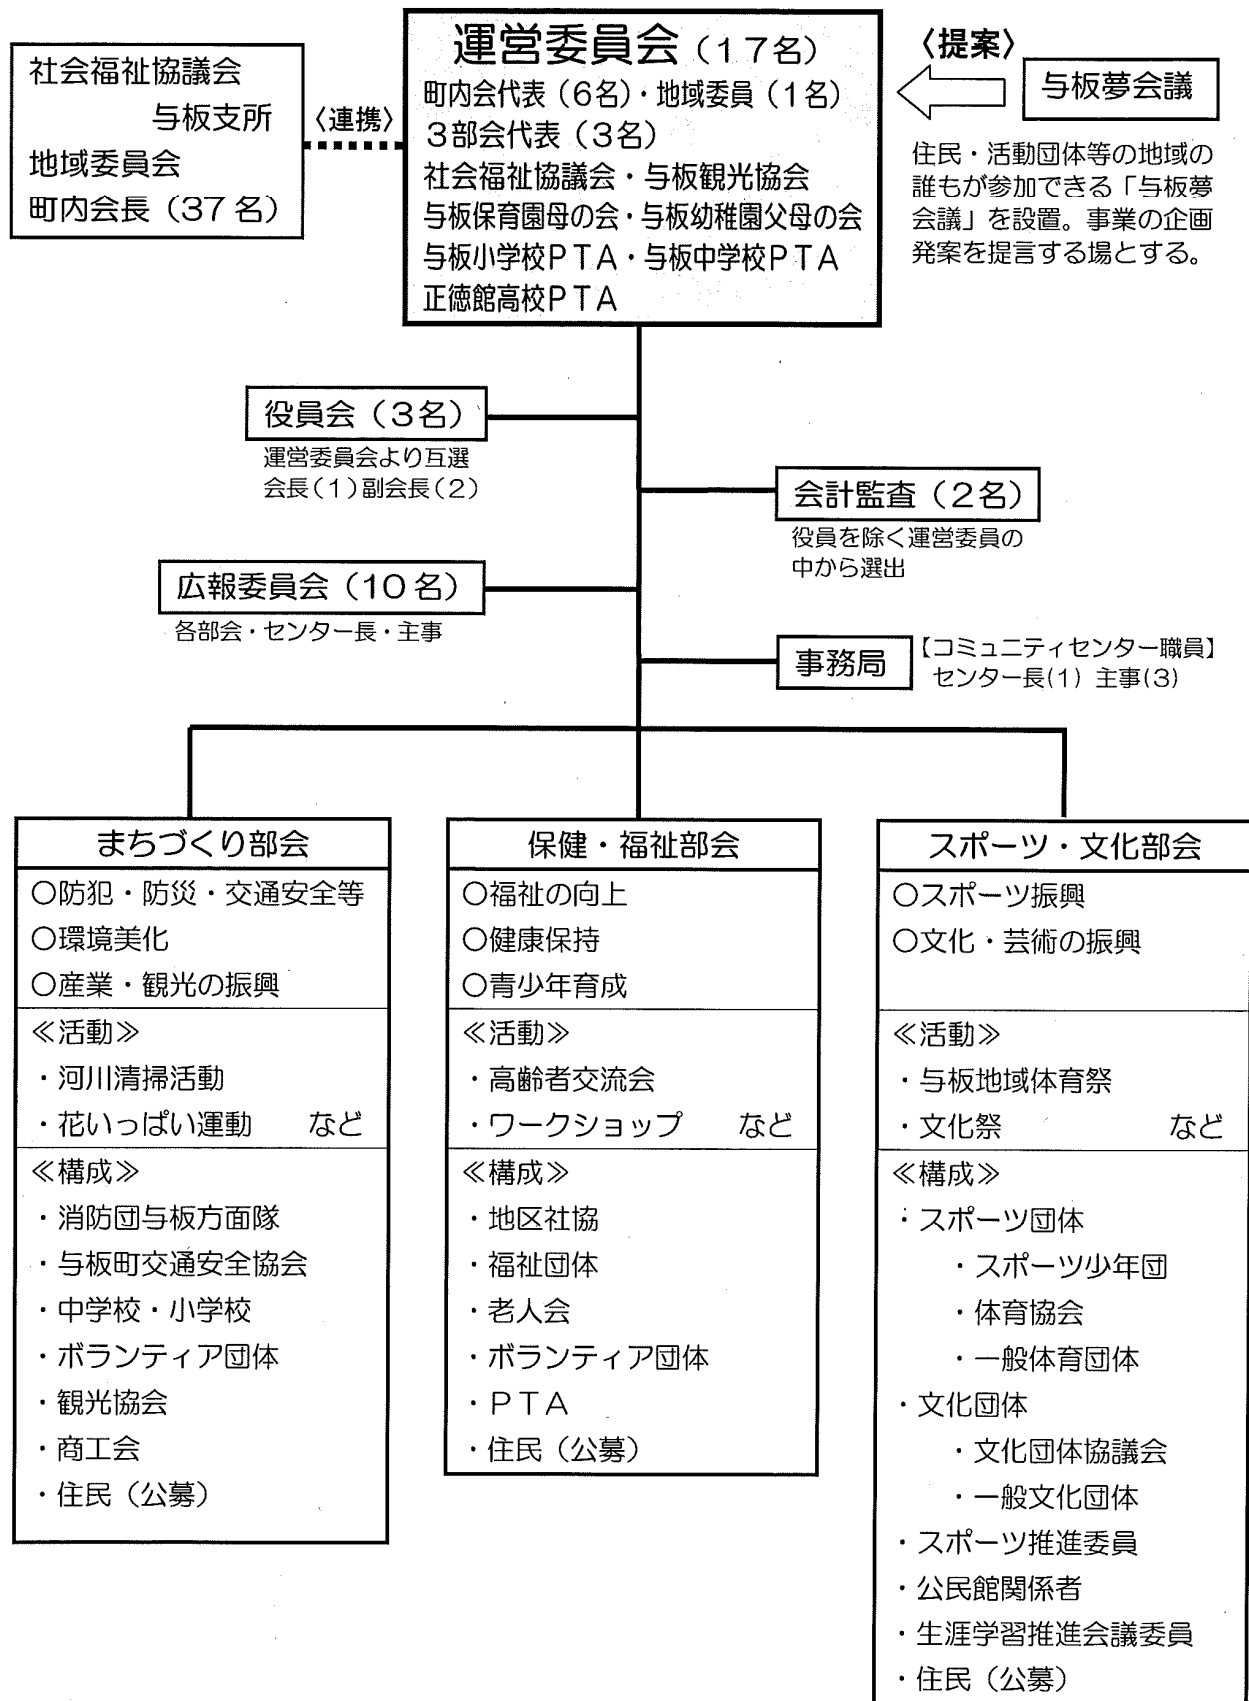 社会福祉協議会
与板支所
地域委員会
町内会長（37名）
〈連携〉
運営委員会（17名）
町内会代表（6名）・地域委員（1名）
3部会代表（3名）
社会福祉協議会・与板観光協会
与板保育園母の会・与板幼稚園父母の会
与板小学校PTA・与板中学校PTA
正徳館高校PTA
〈提案〉
与板夢会議
住民・活動団体等の地域の
誰もが参加できる「与板夢
会議」を設置。事業の企画
発案を提言する場とする。
役員会（3名）
運営委員会より互選
会長(1)副会長(2)
会計監査（2名）
役員を除く運営委員の
中から選出
広報委員会（10名）
各部会・センター長・主事
事務局
【コミュニティセンター職員】
センター長(1) 主事(3)
まちづくり部会
○防犯・防災・交通安全等
○環境美化
○産業・観光の振興
≪活動≫
・河川清掃活動
・花いっぱい運動　など
≪構成≫
・消防団与板方面隊
・与板町交通安全協会
・中学校・小学校
・ボランティア団体
・観光協会
・商工会
・住民（公募）
保健・福祉部会
○福祉の向上
○健康保持
○青少年育成
≪活動≫
・高齢者交流会
・ワークショップ　など
≪構成≫
・地区社協
・福祉団体
・老人会
・ボランティア団体
・PTA
・住民（公募）
スポーツ・文化部会
○スポーツ振興
○文化・芸術の振興
≪活動≫
・与板地域体育祭
・文化祭　など
≪構成≫
・スポーツ団体
・スポーツ少年団
・体育協会
・一般体育団体
・文化団体
・文化団体協議会
・一般文化団体
・スポーツ推進委員
・公民館関係者
・生涯学習推進会議委員
・住民（公募）